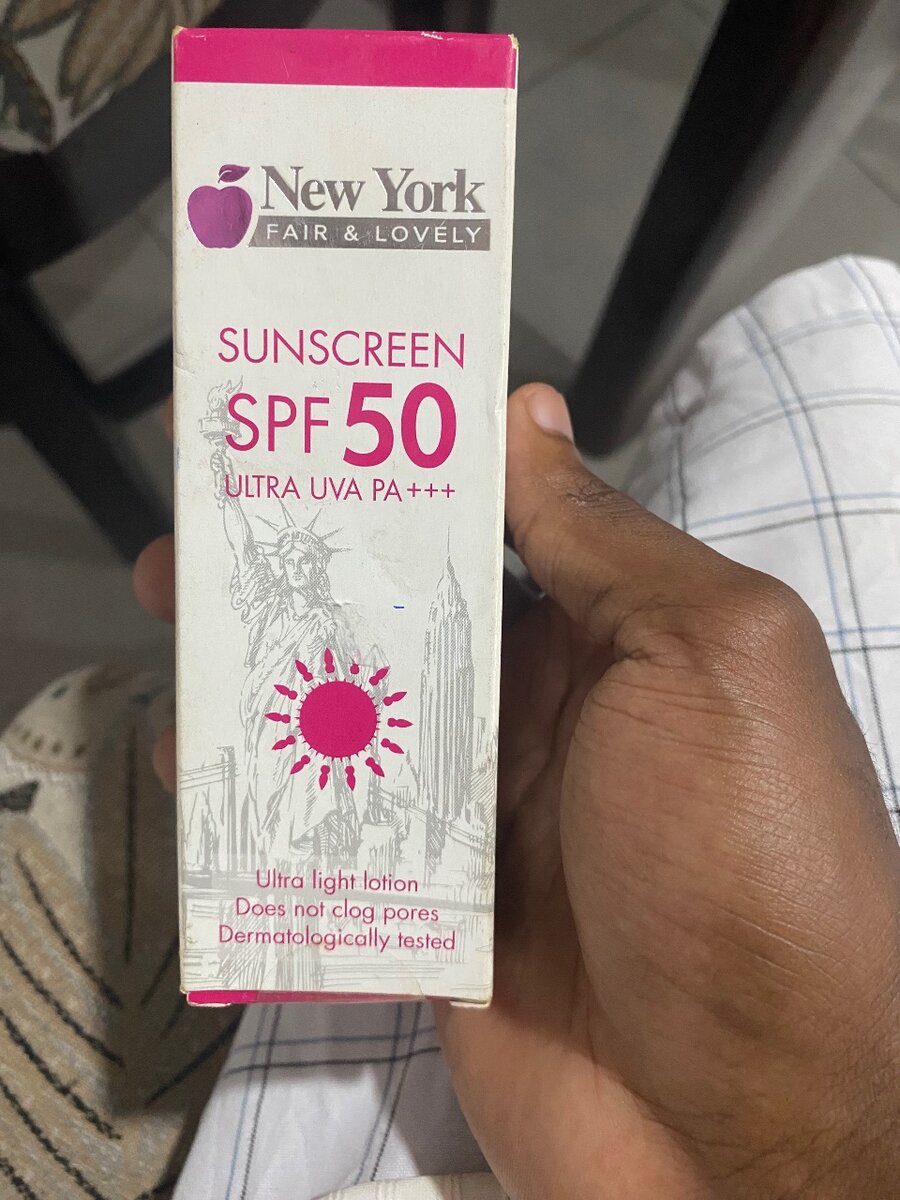 New York
FAIR & LOVELY
SUNSCREEN
SPF 50
ULTRA UVA PA+++
Ultra light lotion
Does not clog pores
Dermatologically tested